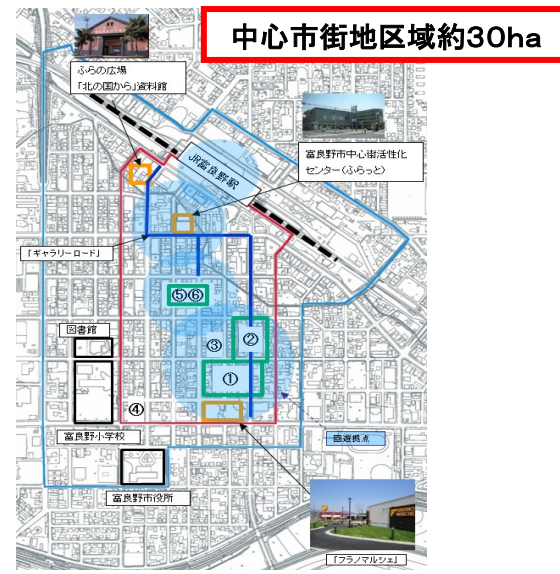 中心市街地区域約30ha
ふらの広場
「北の国から」資料館
JR富良野駅
富良野市中心街活性化
センター（ふらっと）
「ギャラリーロード」
⑤⑥
図書館
②
③
①
④
富良野小学校
回遊拠点
富良野市役所
「フラノマルシェ」